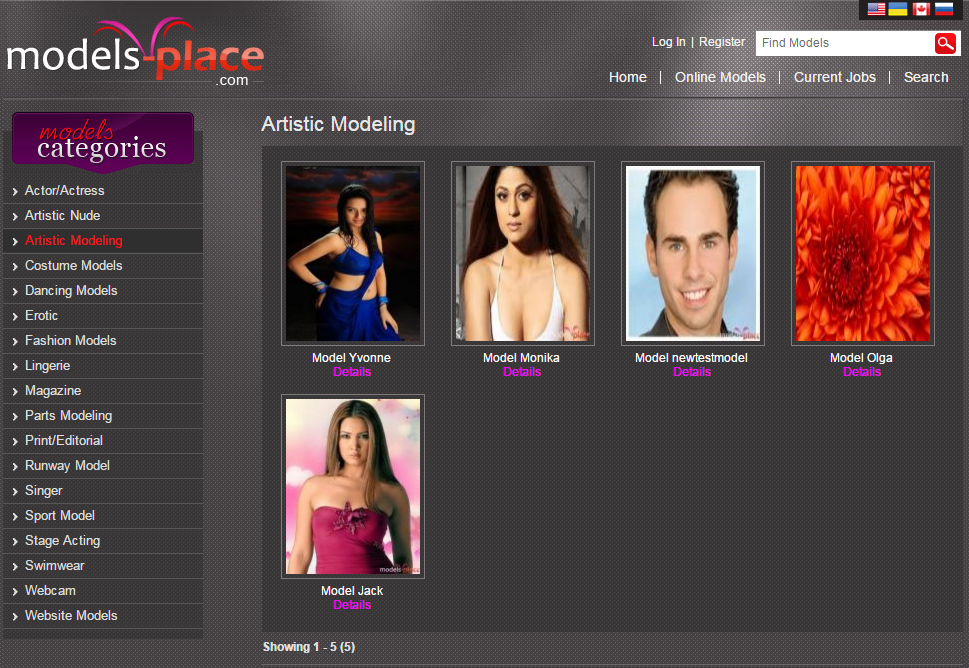 models-place
.com
Log In | Register
Find Models
Home | Online Models | Current Jobs | Search
models
categories
Actor/Actress
Artistic Nude
Artistic Modeling
Costume Models
Dancing Models
Erotic
Fashion Models
Lingerie
Magazine
Parts Modeling
Print/Editorial
Runway Model
Singer
Sport Model
Stage Acting
Swimwear
Webcam
Website Models
Artistic Modeling
Model Yvonne
Details
Model Monika
Details
Model newtestmodel
Details
Model Olga
Details
models-place
Model Jack
Details
Showing 1 - 5 (5)